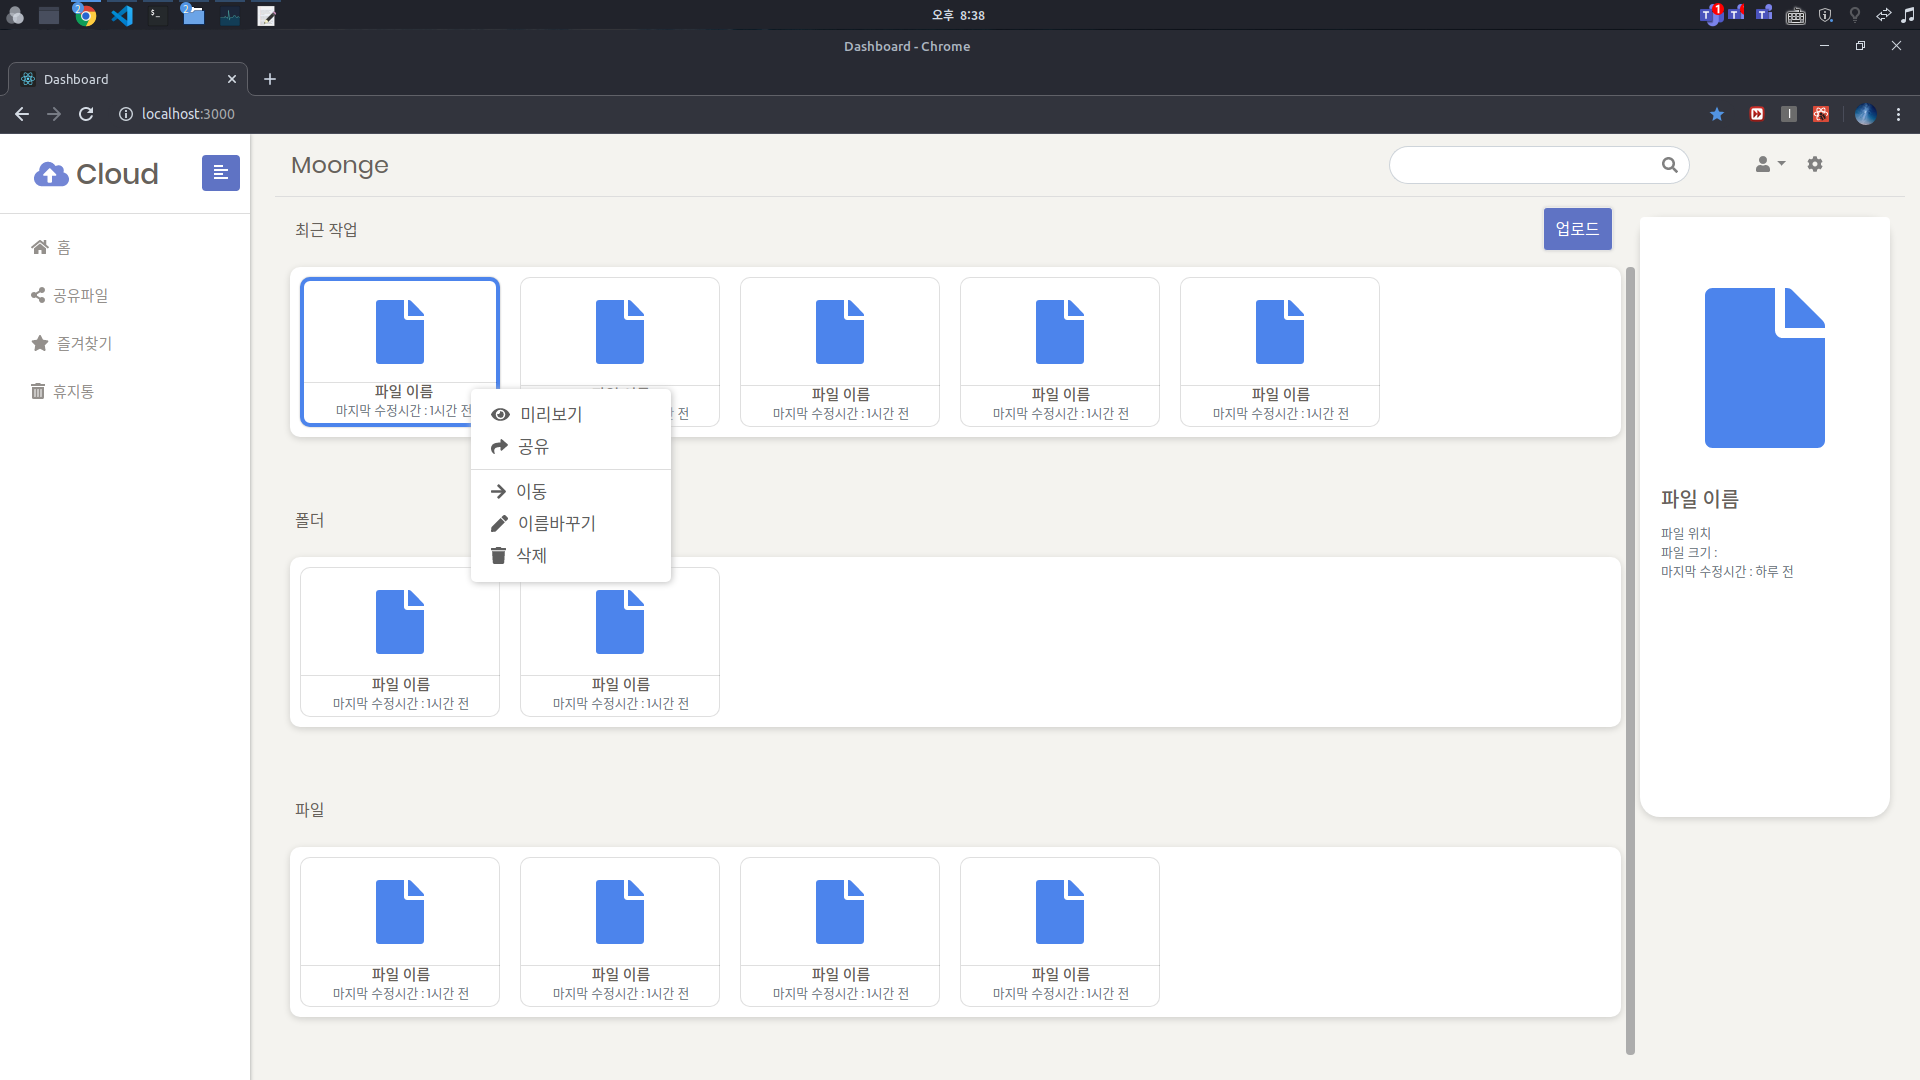 2
2
오후 8:38
1
Dashboard - Chrome
Dashboard
localhost:3000
Cloud
Moonge
홈
공유파일
즐겨찾기
휴지통
최근 작업
업로드
파일 이름
마지막 수정시간 : 1시간 전
전
파일 이름
마지막 수정시간 : 1시간 전
파일 이름
마지막 수정시간 : 1시간 전
파일 이름
마지막 수정시간 : 1시간 전
미리보기
공유
이동
이름바꾸기
삭제
폴더
파일 이름
마지막 수정시간 : 1시간 전
파일 이름
마지막 수정시간 : 1시간 전
파일
파일 이름
마지막 수정시간 : 1시간 전
파일 이름
마지막 수정시간 : 1시간 전
파일 이름
마지막 수정시간 : 1시간 전
파일 이름
마지막 수정시간 : 1시간 전
파일 이름
파일 위치
파일 크기 :
마지막 수정시간 : 하루 전